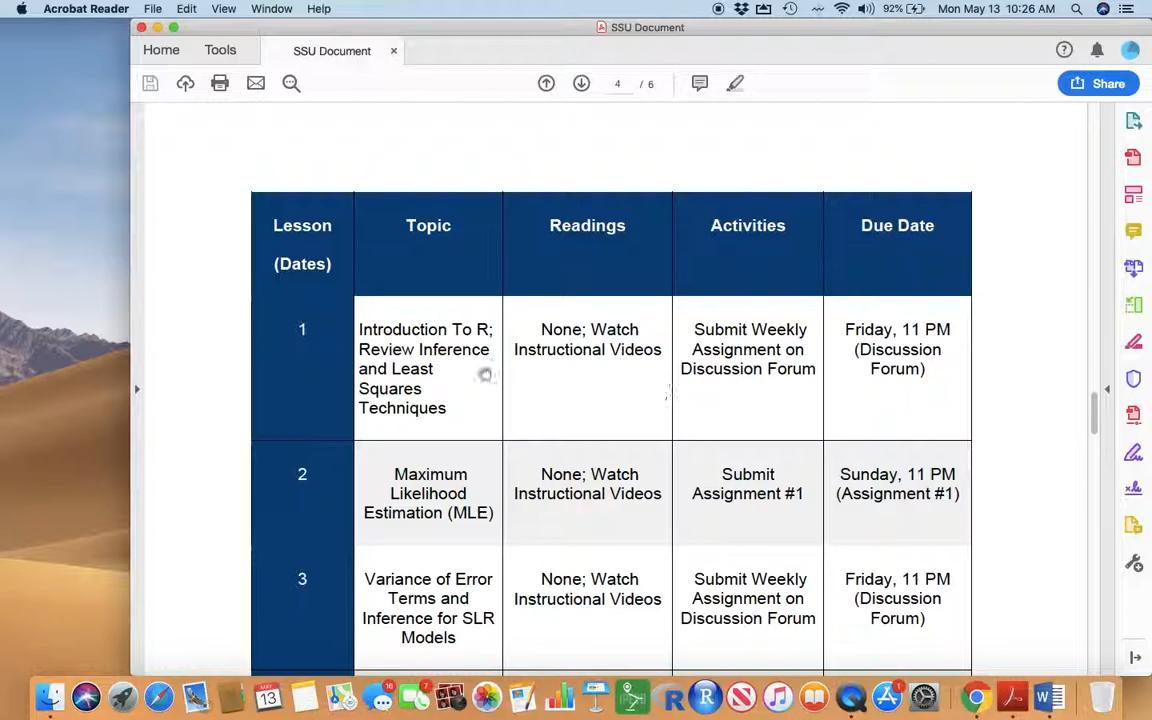 Acrobat Reader File Edit View Window Help 92% Mon May 13 10:26 AM
SSU Document
Home Tools SSU Document ×
4 / 6 Share
Lesson (Dates) Topic Readings Activities Due Date
1
Introduction To R;
Review Inference
and Least
Squares
Techniques
None; Watch
Instructional Videos
Submit Weekly
Assignment on
Discussion Forum
Friday, 11 PM
(Discussion
Forum)
2
Maximum
Likelihood
Estimation (MLE)
None; Watch
Instructional Videos
Submit
Assignment #1
Sunday, 11 PM
(Assignment #1)
3
Variance of Error
Terms and
Inference for SLR
Models
None; Watch
Instructional Videos
Submit Weekly
Assignment on
Discussion Forum
Friday, 11 PM
(Discussion
Forum)